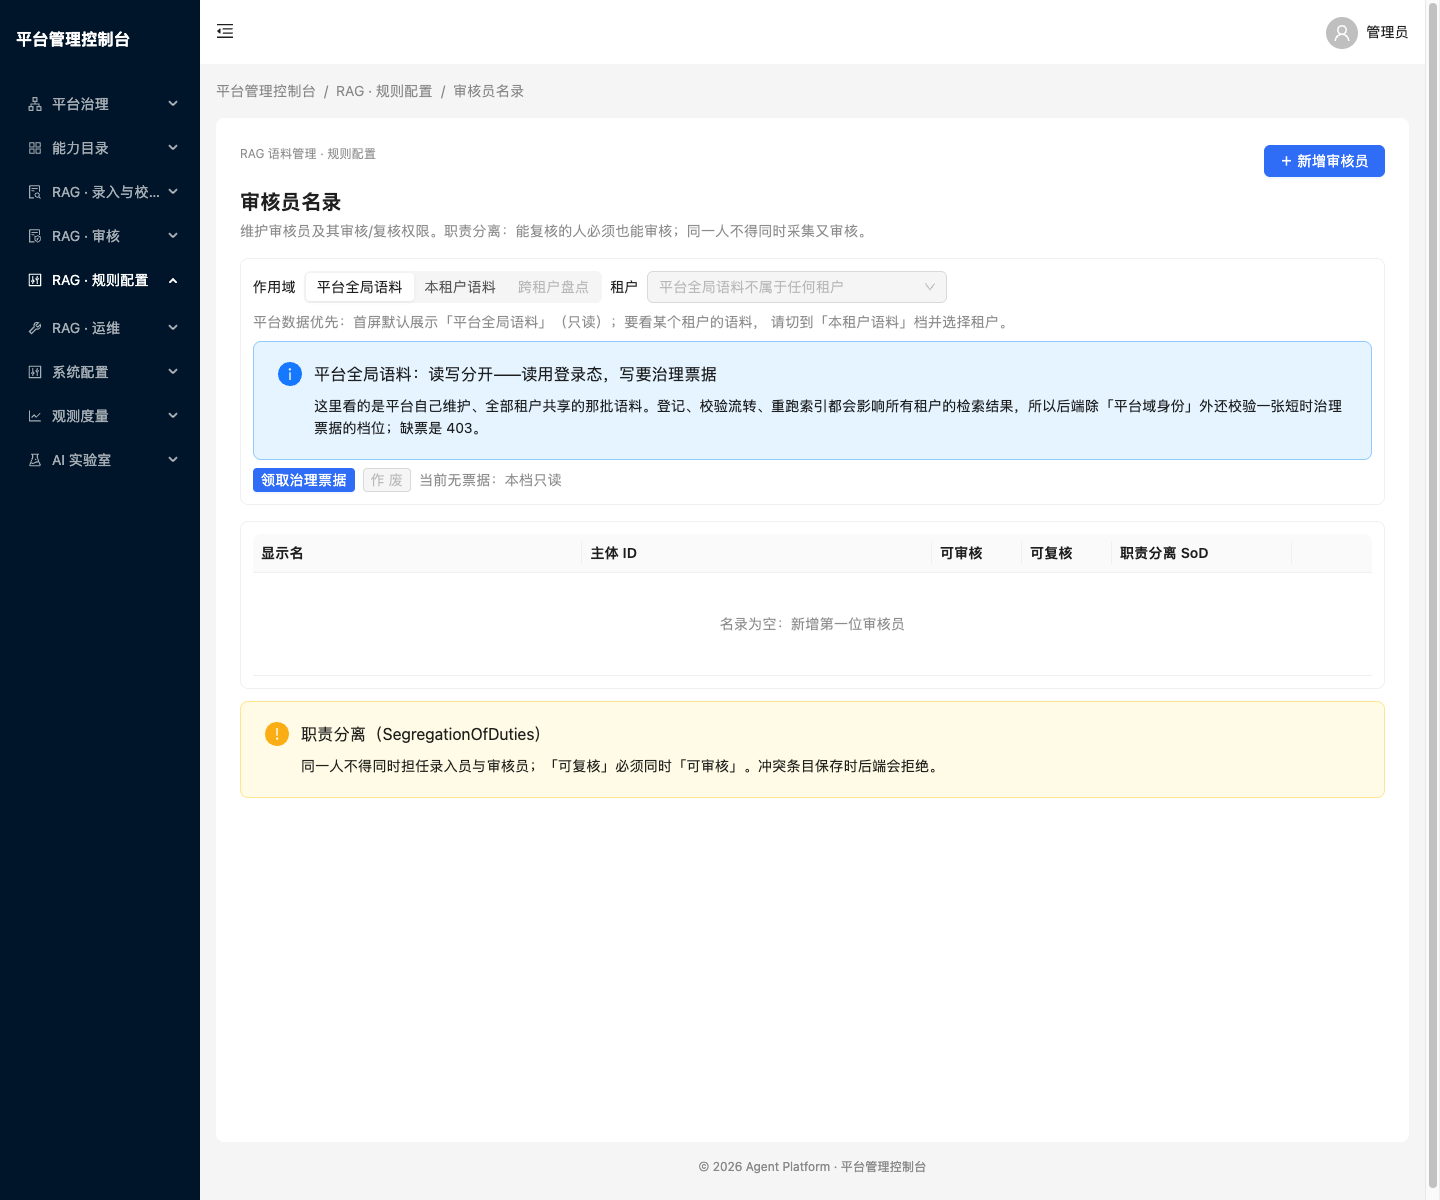 平台管理控制台
管理员
平台治理
能力目录
RAG · 录入与校...
RAG · 审核
RAG · 规则配置
RAG · 运维
系统配置
观测度量
AI 实验室
平台管理控制台 / RAG · 规则配置 / 审核员名录
RAG 语料管理 · 规则配置
+ 新增审核员
审核员名录
维护审核员及其审核/复核权限。职责分离：能复核的人必须也能审核；同一人不得同时采集又审核。
作用域 平台全局语料 本租户语料 跨租户盘点 租户 平台全局语料不属于任何租户
平台数据优先：首屏默认展示「平台全局语料」（只读）；要看某个租户的语料， 请切到「本租户语料」档并选择租户。
平台全局语料：读写分开——读用登录态，写要治理票据
这里看的是平台自己维护、全部租户共享的那批语料。登记、校验流转、重跑索引都会影响所有租户的检索结果，所以后端除「平台域身份」外还校验一张短时治理
票据的档位；缺票是 403。
领取治理票据 作 废 当前无票据：本档只读
显示名 主体 ID 可审核 可复核 职责分离 SoD
名录为空：新增第一位审核员
职责分离（SegregationOfDuties）
同一人不得同时担任录入员与审核员；「可复核」必须同时「可审核」。冲突条目保存时后端会拒绝。
© 2026 Agent Platform · 平台管理控制台